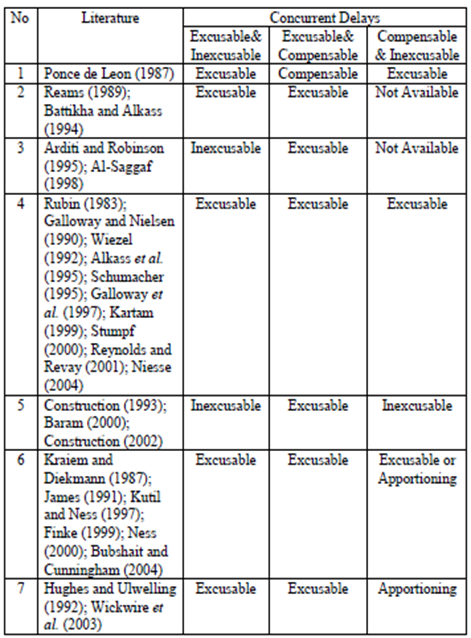 No Literature Concurrent Delays
Excusable& Excusable& Compensable
Inexcusable Compensable & Inexcusable
1 Ponce de Leon (1987) Excusable Compensable Excusable
2 Reams (1989); Excusable Excusable Not Available
Battikha and Alkass
(1994)
3 Arditi and Robinson Inexcusable Excusable Not Available
(1995); Al-Saggaf
(1998)
4 Rubin (1983); Excusable Excusable Excusable
Galloway and Nielsen
(1990); Wiezel
(1992); Alkass et al.
(1995); Schumacher
(1995); Galloway et
al. (1997); Kartam
(1999); Stumpf
(2000); Reynolds and
Revay (2001); Niesse
(2004)
5 Construction (1993); Inexcusable Excusable Inexcusable
Baram (2000);
Construction (2002)
6 Kraiem and Excusable Excusable Excusable or
Diekmann (1987); Apportioning
James (1991); Kutil
and Ness (1997);
Finke (1999); Ness
(2000); Bubshait and
Cunningham (2004)
7 Hughes and Ulwelling Excusable Excusable Apportioning
(1992); Wickwire et
al. (2003)